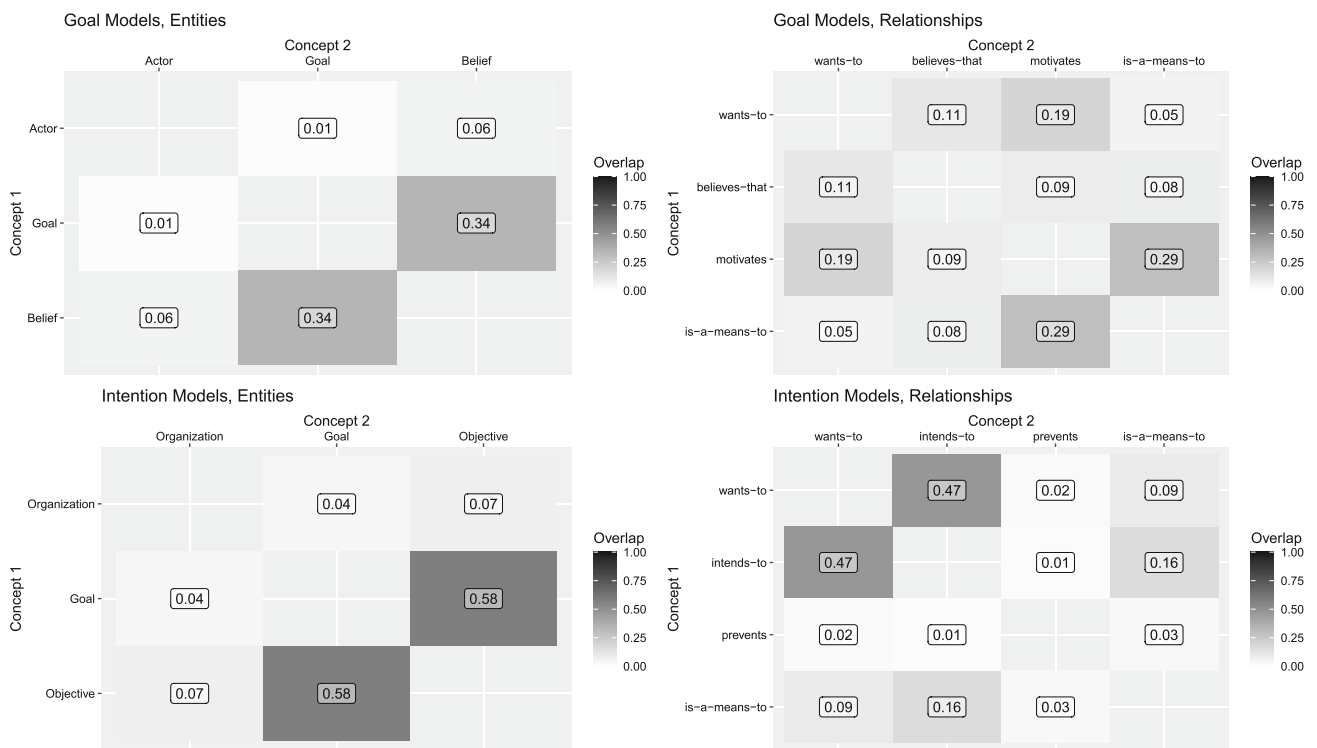 Goal Models, Entities
Concept 2
Actor Goal Belief
Concept 1
Actor 0.01 0.06
Goal 0.01 0.34
Belief 0.06 0.34
Overlap
1.00
0.75
0.50
0.25
0.00
Goal Models, Relationships
Concept 2
wants−to believes−that motivates is−a−means−to
Concept 1
wants−to 0.11 0.19 0.05
believes−that 0.11 0.09 0.08
motivates 0.19 0.09 0.29
is−a−means−to 0.05 0.08 0.29
Overlap
1.00
0.75
0.50
0.25
0.00
Intention Models, Entities
Concept 2
Organization Goal Objective
Concept 1
Organization 0.04 0.07
Goal 0.04 0.58
Objective 0.07 0.58
Overlap
1.00
0.75
0.50
0.25
0.00
Intention Models, Relationships
Concept 2
wants−to intends−to prevents is−a−means−to
Concept 1
wants−to 0.47 0.02 0.09
intends−to 0.47 0.01 0.16
prevents 0.02 0.01 0.03
is−a−means−to 0.09 0.16 0.03
Overlap
1.00
0.75
0.50
0.25
0.00